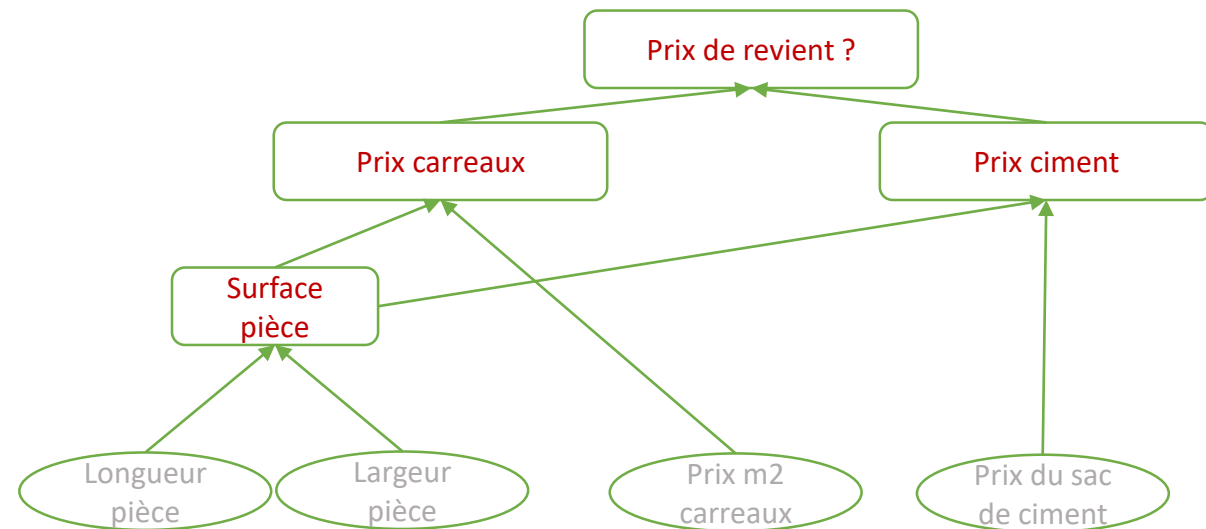 Prix de revient ?
Prix carreaux
Prix ciment
Surface
pièce
Longueur
pièce
Largeur
pièce
Prix m2
carreaux
Prix du sac
de ciment